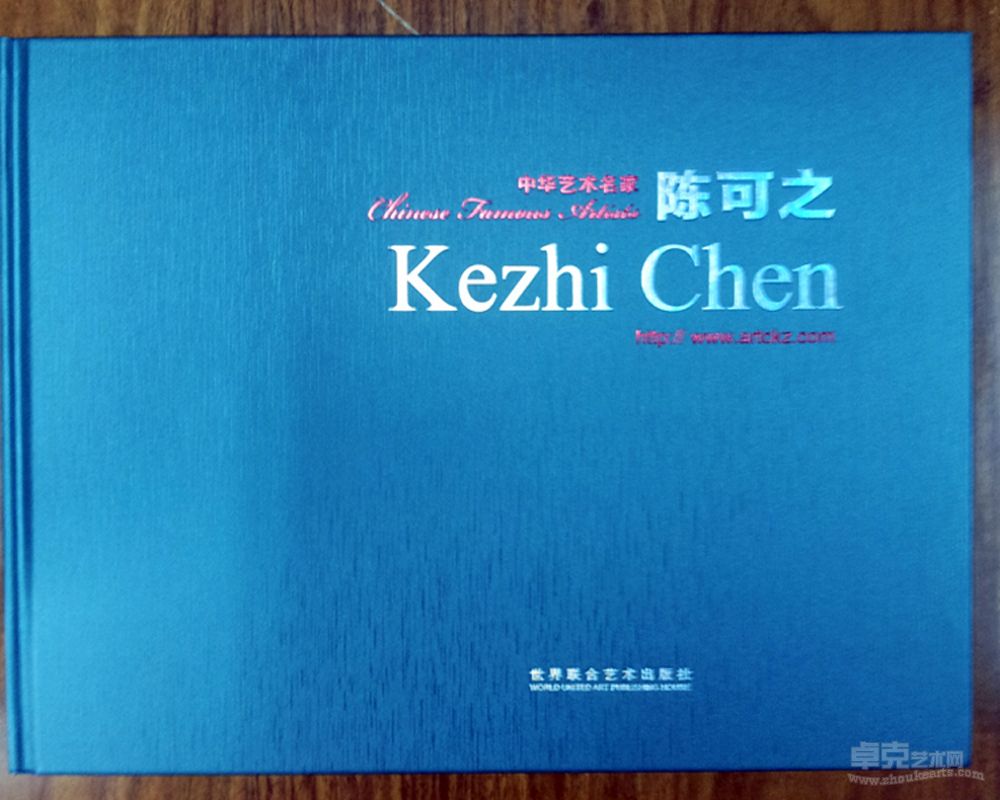 中华艺术名家 陈可之
Chinese Famous Artists
Kezhi Chen
http:// www.artckz.com
世界联合艺术出版社
WORLD UNITED ART PUBLISHING HOUSE
卓克艺术网
www.zhoukearts.com